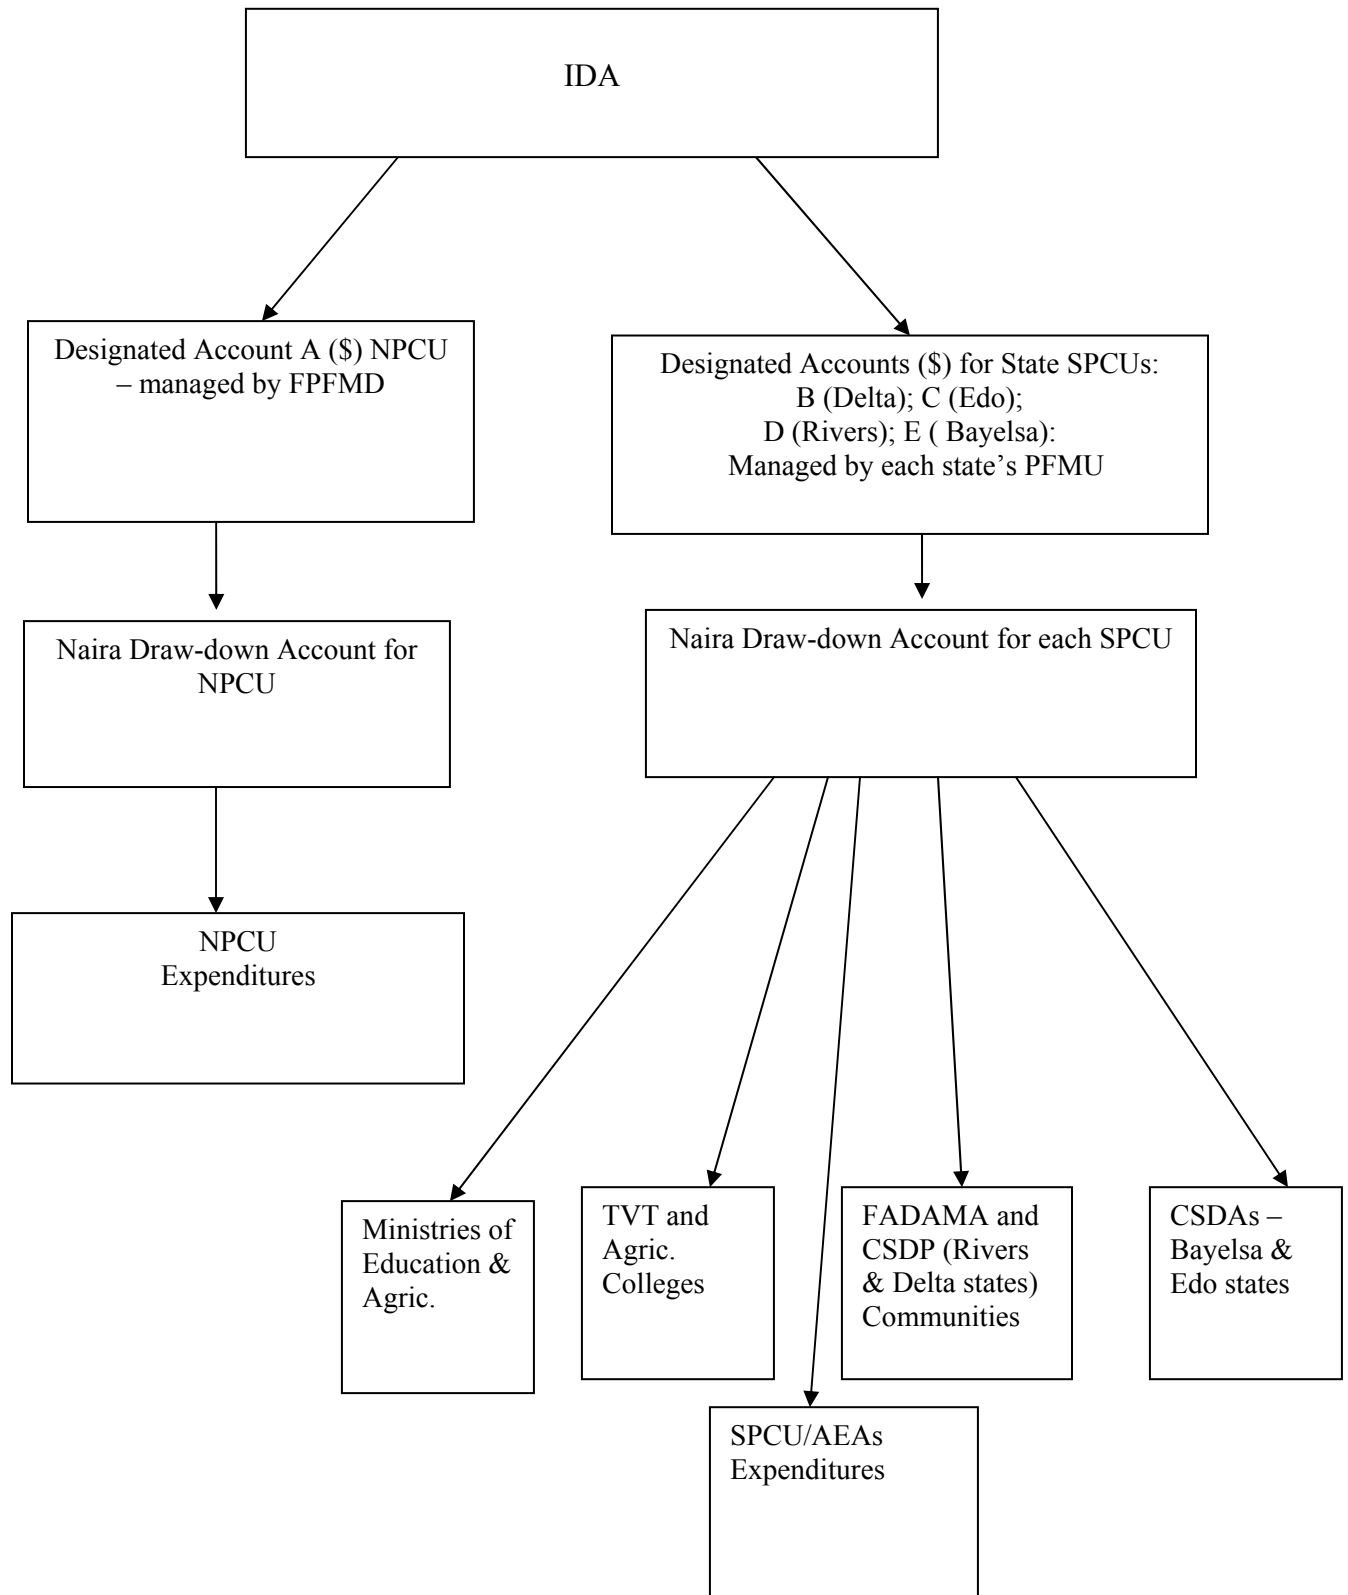 IDA
Designated Account A ($) NPCU
– managed by FPFMD
Designated Accounts ($) for State SPCUs:
B (Delta); C (Edo);
D (Rivers); E ( Bayelsa):
Managed by each state’s PFMU
Naira Draw-down Account for
NPCU
Naira Draw-down Account for each SPCU
NPCU
Expenditures
Ministries of
Education &
Agric.
TVT and
Agric.
Colleges
FADAMA and
CSDP (Rivers
& Delta states)
Communities
CSDAs –
Bayelsa &
Edo states
SPCU/AEAs
Expenditures